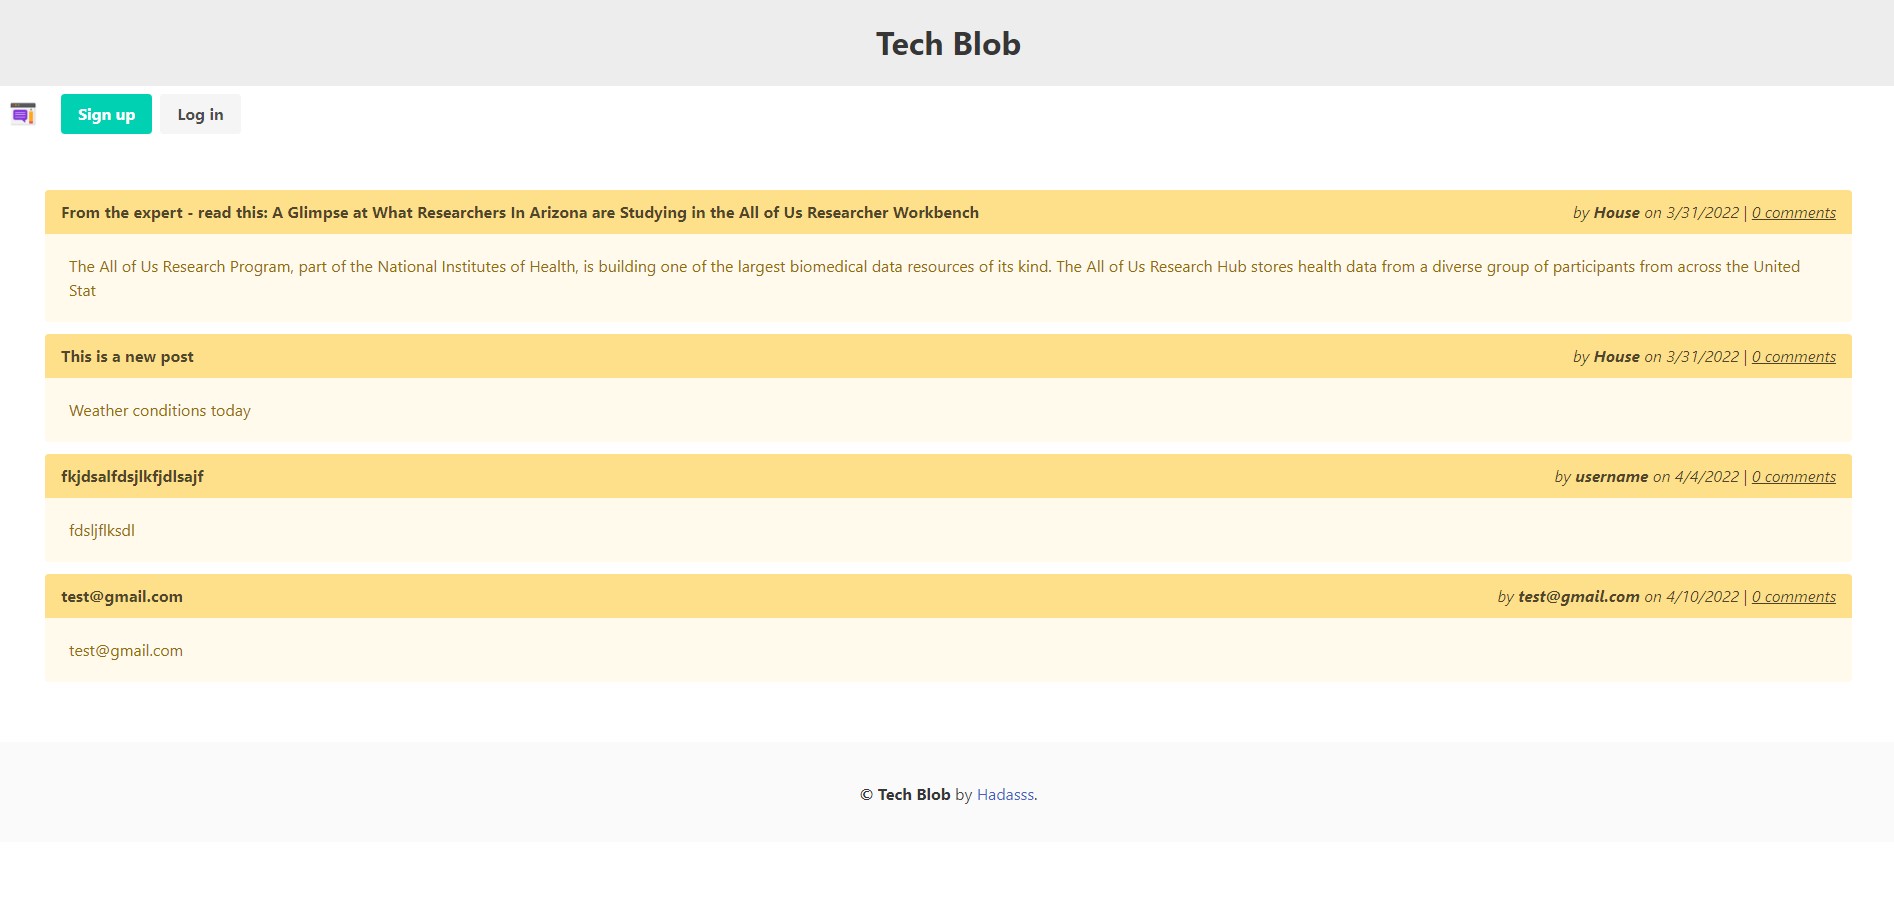 Tech Blob
Sign up Log in
From the expert - read this: A Glimpse at What Researchers In Arizona are Studying in the All of Us Researcher Workbench by House on 3/31/2022 | 0 comments
The All of Us Research Program, part of the National Institutes of Health, is building one of the largest biomedical data resources of its kind. The All of Us Research Hub stores health data from a diverse group of participants from across the United
Stat
This is a new post by House on 3/31/2022 | 0 comments
Weather conditions today
fkjdsalfdsjlkfjdlsajf by username on 4/4/2022 | 0 comments
fdsljflksdl
test@gmail.com by test@gmail.com on 4/10/2022 | 0 comments
test@gmail.com
© Tech Blob by Hadasss.